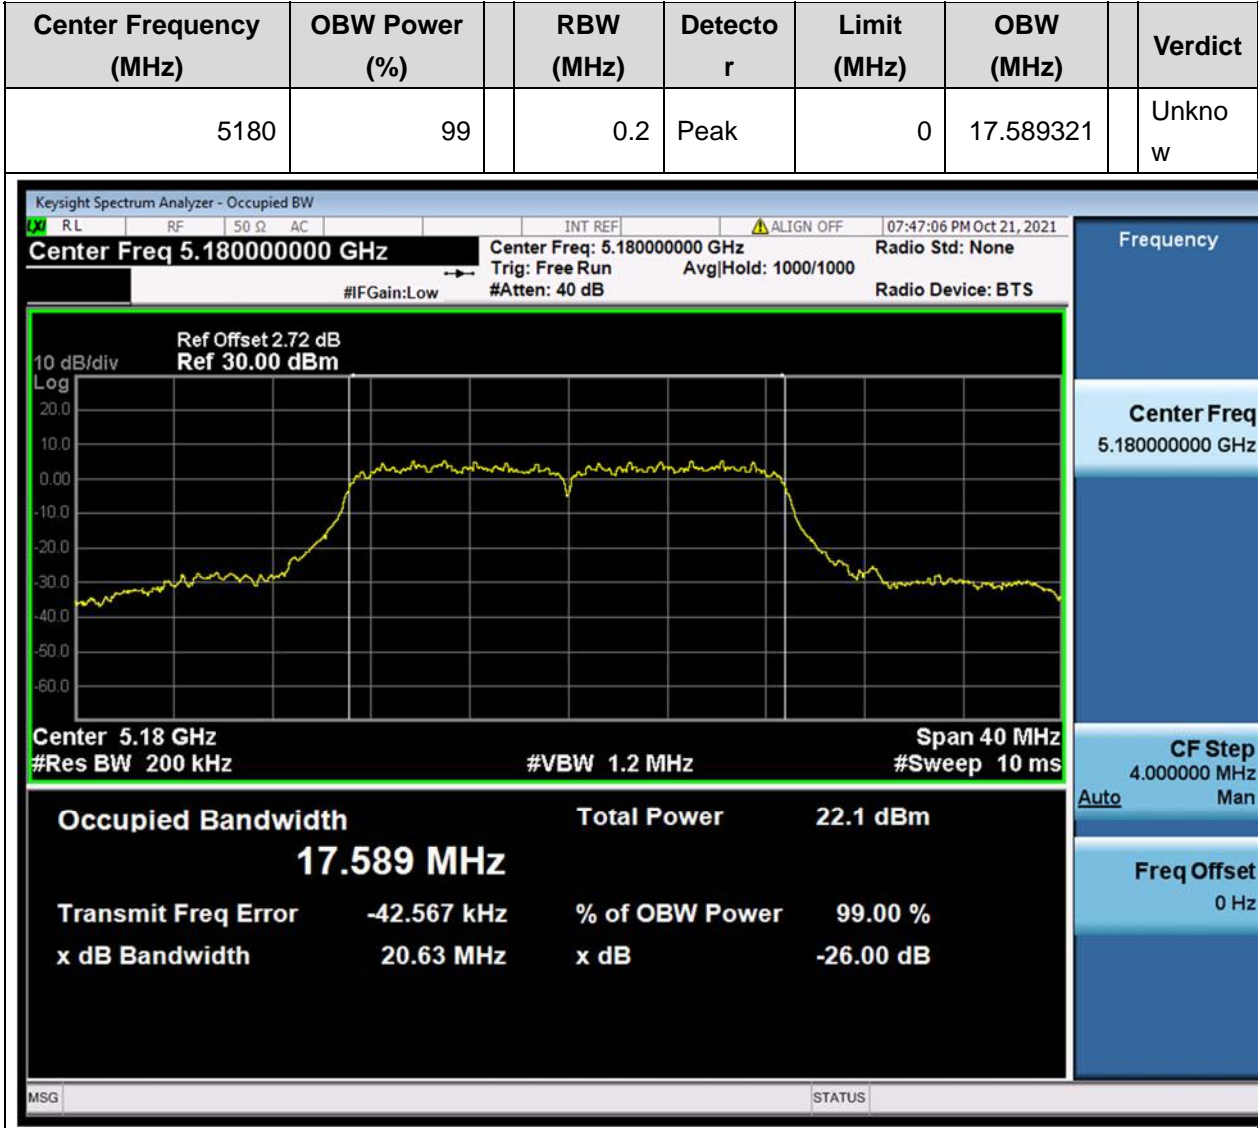 Center Frequency (MHz) OBW Power (%) RBW (MHz) Detecto r Limit (MHz) OBW (MHz) Verdict
5180 99 0.2 Peak 0 17.589321 Unkno w
Keysight Spectrum Analyzer - Occupied BW
LXI RL RF 50 Ω AC INT REF ALIGN OFF 07:47:06 PM Oct 21, 2021
Center Freq 5.180000000 GHz
Center Freq: 5.180000000 GHz Radio Std: None
Trig: Free Run Avg|Hold: 1000/1000
#IFGain:Low #Atten: 40 dB Radio Device: BTS
Frequency
Ref Offset 2.72 dB
10 dB/div Ref 30.00 dBm
Log
20.0
10.0
0.00
-10.0
-20.0
-30.0
-40.0
-50.0
-60.0
Center 5.18 GHz Span 40 MHz
#Res BW 200 kHz #VBW 1.2 MHz #Sweep 10 ms
Center Freq
5.180000000 GHz
CF Step
4.000000 MHz
Auto Man
Freq Offset
0 Hz
Occupied Bandwidth Total Power 22.1 dBm
17.589 MHz
Transmit Freq Error -42.567 kHz % of OBW Power 99.00 %
x dB Bandwidth 20.63 MHz x dB -26.00 dB
MSG STATUS